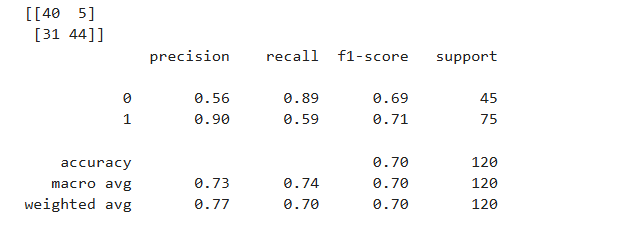 [[40  5]
 [31 44]]
              precision    recall  f1-score   support

           0       0.56      0.89      0.69        45
           1       0.90      0.59      0.71        75

    accuracy                           0.70       120
   macro avg       0.73      0.74      0.70       120
weighted avg       0.77      0.70      0.70       120